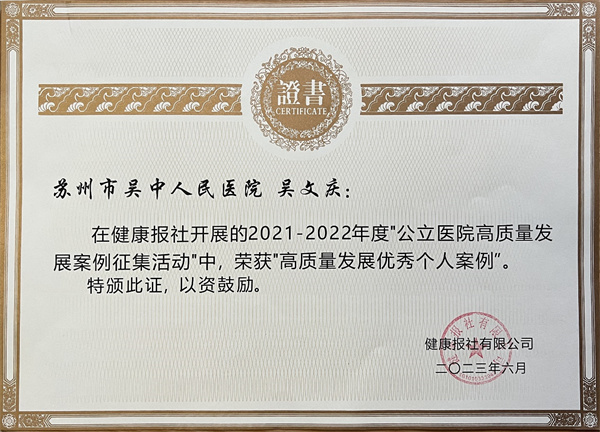 證書
CERTIFICATE
苏州市吴中人民医院 吴文庆：
在健康报社开展的2021-2022年度"公立医院高质量发
展案例征集活动"中，荣获"高质量发展优秀个人案例”。
特颁此证，以资鼓励。
健康报社有限公司
二〇二三年六月